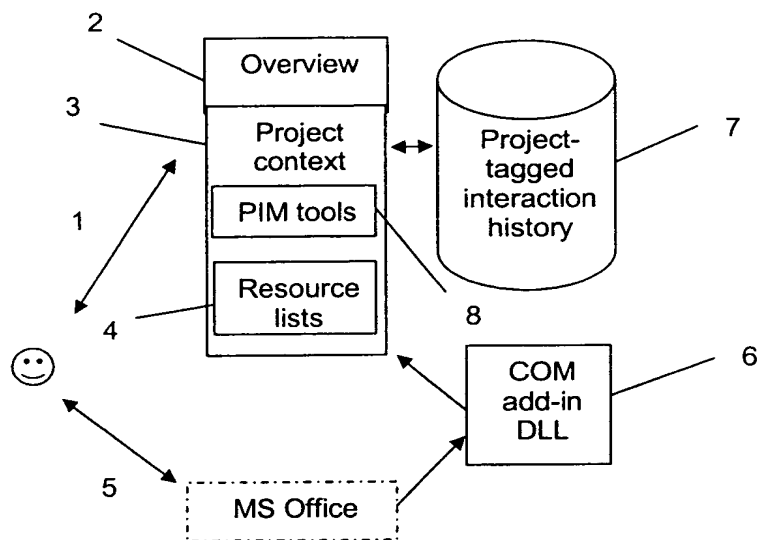 2
Overview
3
Project
context
Project-
tagged
interaction
history
7
1
PIM tools
Resource
lists
4
8
COM
add-in
DLL
6
5
MS Office